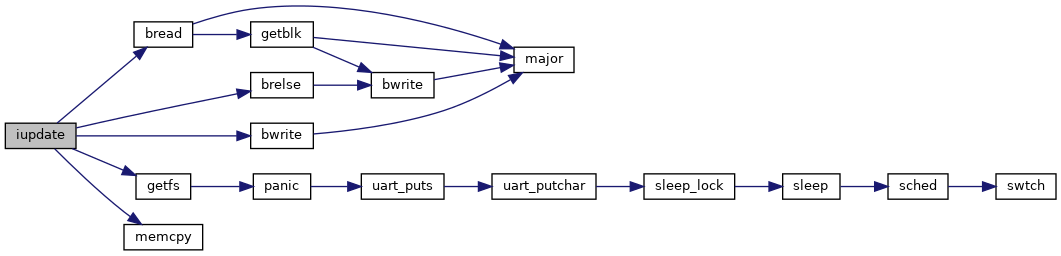 bread
getblk
major
brelse
bwrite
iupdate
bwrite
getfs
panic
uart_puts
uart_putchar
sleep_lock
sleep
sched
swtch
memcpy